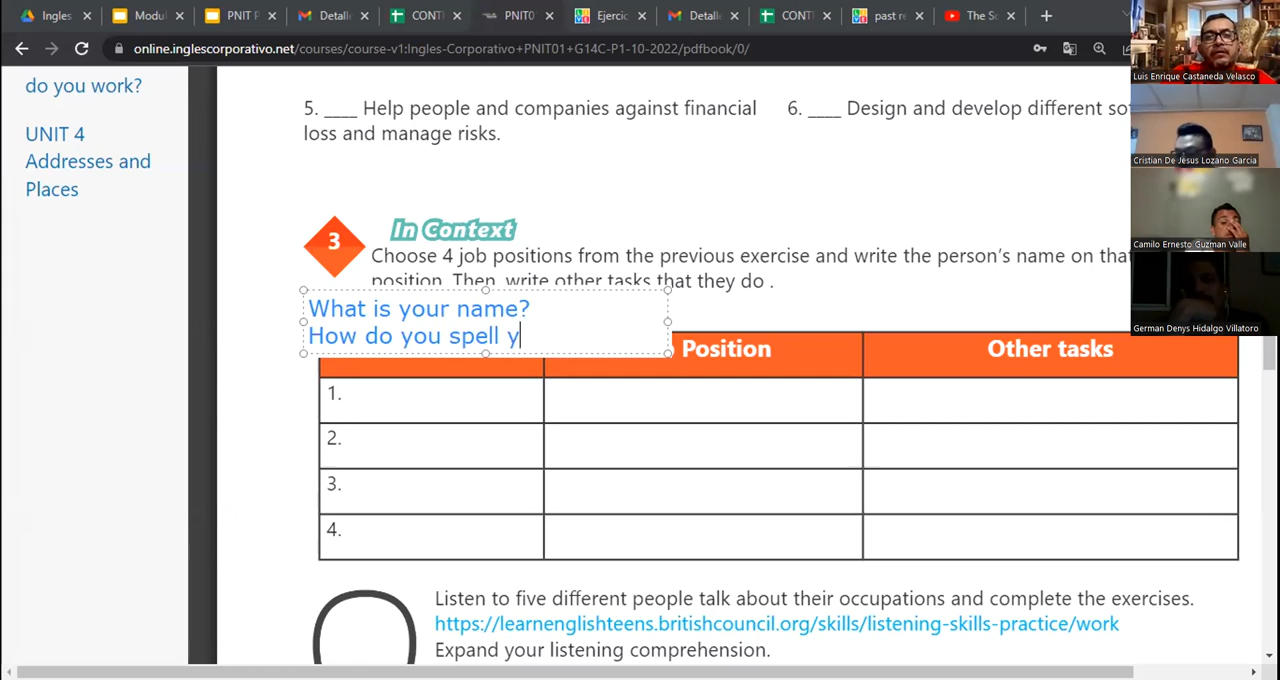 Ingles
Modul
PNIT P
Detalle
CONT
PNIT0
Ejercic
Detalle
CONT
past re
The Sc
online.inglescorporativo.net/courses/course-v1:Ingles-Corporativo+PNIT01+G14C-P1-10-2022/pdfbook/0/
Luis Enrique Castaneda Velasco
Cristian De Jesus Lozano Garcia
Camilo Ernesto Guzman Valle
German Denys Hidalgo Villatoro
do you work?
UNIT 4
Addresses and
Places
5. ____ Help people and companies against financial
loss and manage risks.
6. ____ Design and develop different so
3
In Context
Choose 4 job positions from the previous exercise and write the person's name on that
position. Then, write other tasks that they do .
What is your name?
How do you spell y
Position
Other tasks
1.
2.
3.
4.
Listen to five different people talk about their occupations and complete the exercises.
https://learnenglishteens.britishcouncil.org/skills/listening-skills-practice/work
Expand your listening comprehension.